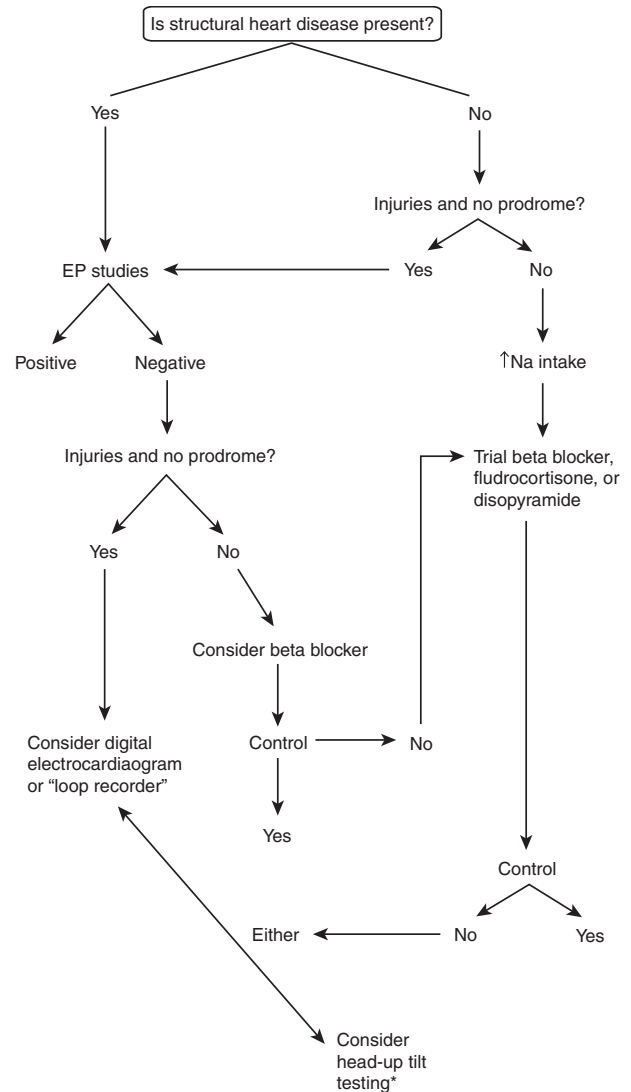 Is structural heart disease present?
Yes
No
Injuries and no prodrome?
EP studies
Yes
No
Positive
Negative
↑Na intake
Injuries and no prodrome?
Trial beta blocker,
fludrocortisone, or
disopyramide
Yes
No
Consider beta blocker
Consider digital
electrocardiaogram
or “loop recorder”
Control
No
Yes
Control
Either
No
Yes
Consider
head-up tilt
testing*